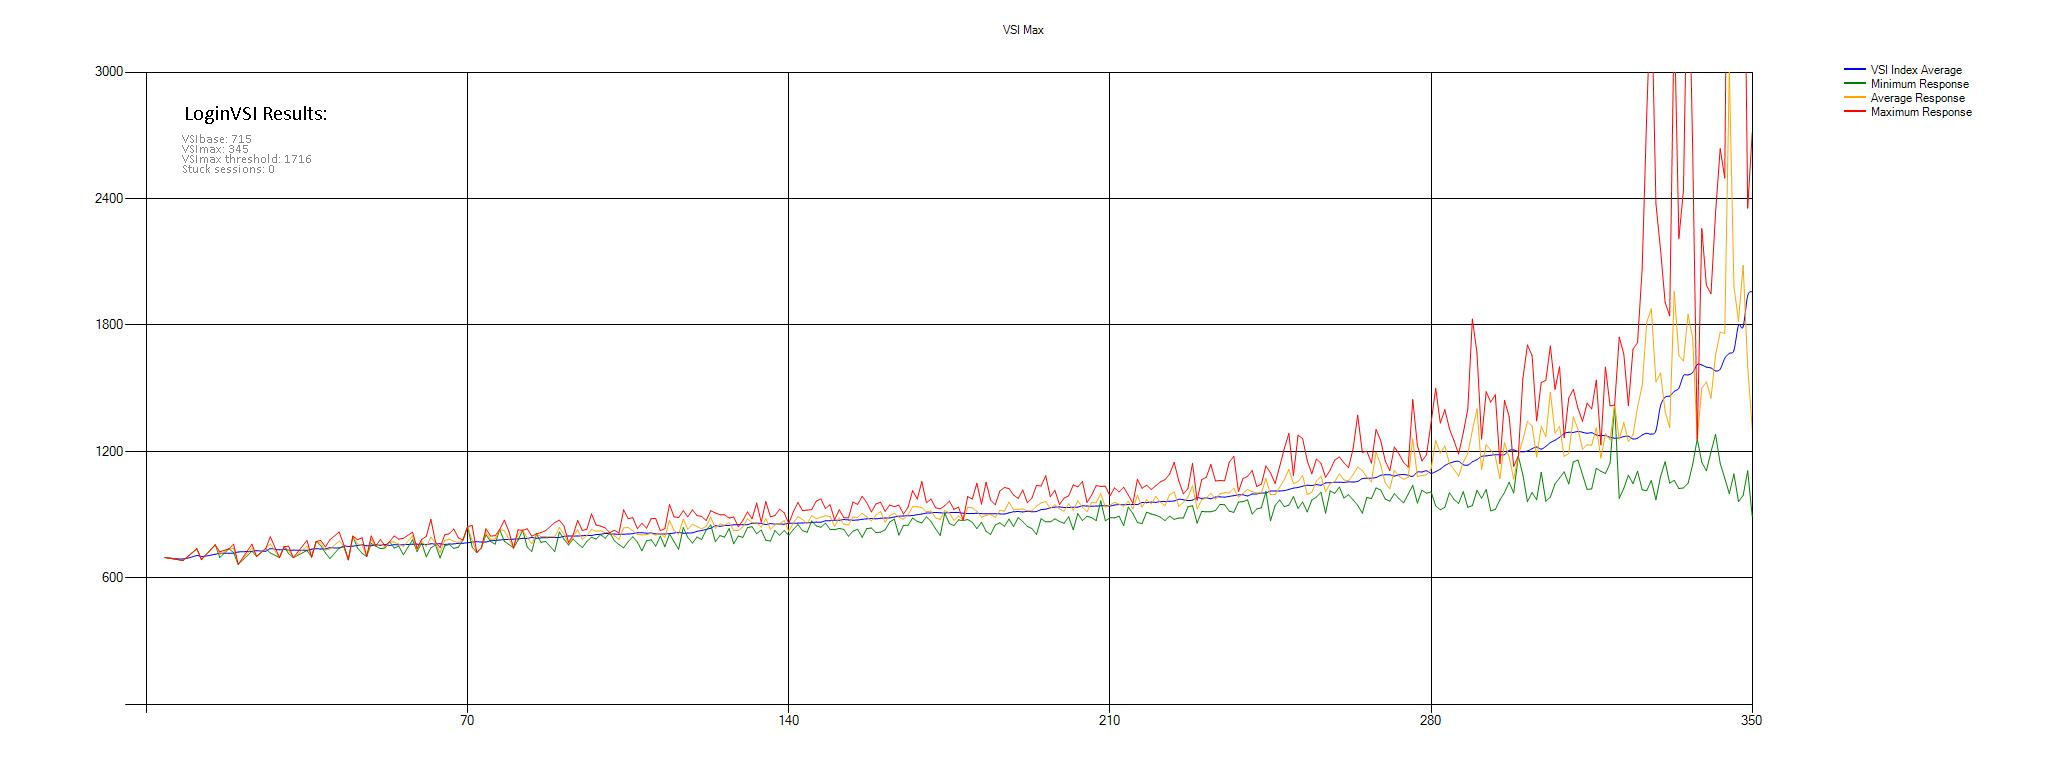 VSI Max
3000
2400
1800
1200
600
LoginVSI Results:
VSIbase: 715
VSImax: 345
VSImax threshold: 1716
Stuck sessions: 0
VSI Index Average
Minimum Response
Average Response
Maximum Response
70
140
210
280
350